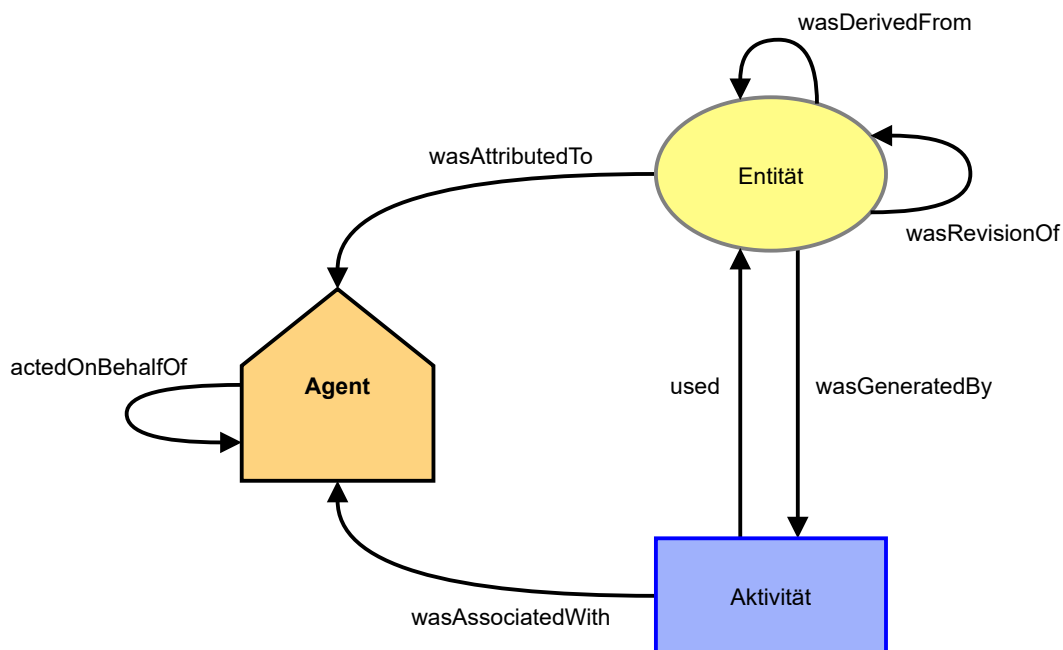 wasDerivedFrom
wasAttributedTo
Entität
wasRevisionOf
actedOnBehalfOf
Agent
used
wasGeneratedBy
wasAssociatedWith
Aktivität